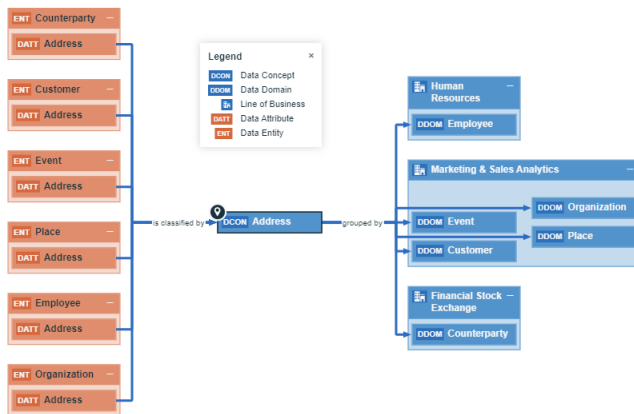 ENT Counterparty
DATT Address
ENT Customer
DATT Address
ENT Event
DATT Address
ENT Place
DATT Address
ENT Employee
DATT Address
ENT Organization
DATT Address
Legend ×
DCON Data Concept
DDOM Data Domain
Line of Business
DATT Data Attribute
ENT Data Entity
is classified by
DCON Address
grouped by
Human
Resources
DDOM Employee
Marketing & Sales Analytics
DDOM Organization
DDOM Event
DDOM Place
DDOM Customer
Financial Stock
Exchange
DDOM Counterparty